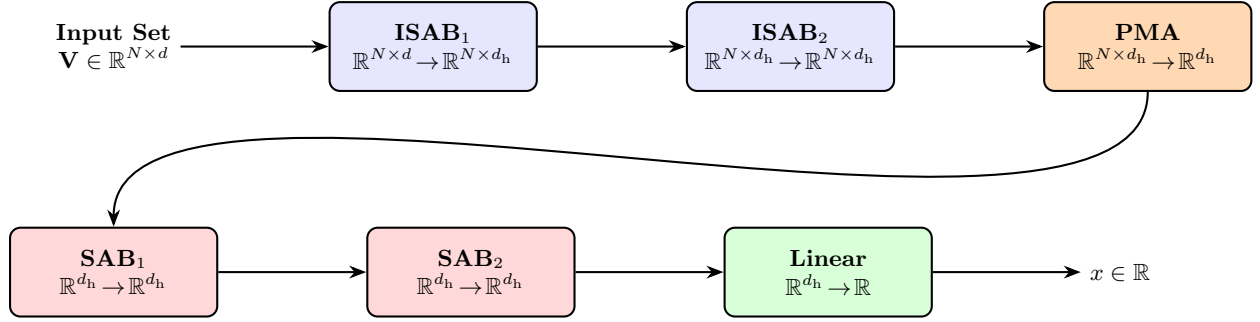 Input Set
V ∈ ℝ^{N×d}
ISAB₁
ℝ^{N×d} → ℝ^{N×d_h}
ISAB₂
ℝ^{N×d_h} → ℝ^{N×d_h}
PMA
ℝ^{N×d_h} → ℝ^{d_h}
SAB₁
ℝ^{d_h} → ℝ^{d_h}
SAB₂
ℝ^{d_h} → ℝ^{d_h}
Linear
ℝ^{d_h} → ℝ
x ∈ ℝ